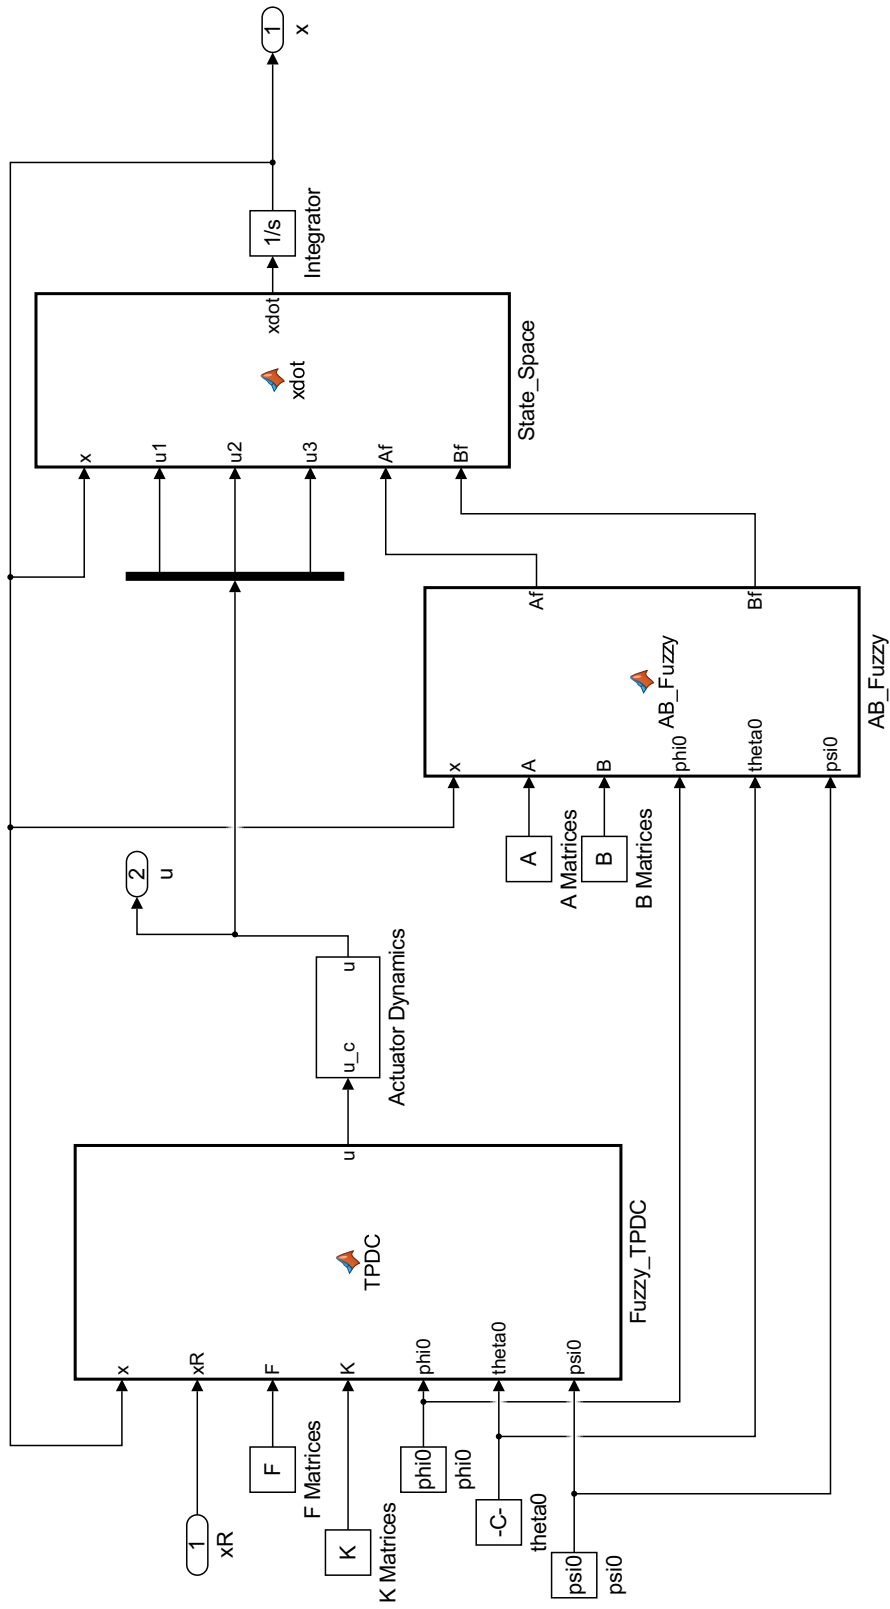 1
xR
F
F Matrices
K
K Matrices
phi0
phi0
-C-
theta0
psi0
psi0
x
xR
F
K
phi0
theta0
psi0
TPDC
u
Fuzzy_TPDC
u_c
u
Actuator Dynamics
2
u
A
A Matrices
B
B Matrices
x
A
B
phi0
theta0
psi0
AB_Fuzzy
Af
Bf
AB_Fuzzy
x
u1
u2
u3
Af
Bf
xdot
xdot
State_Space
1/s
Integrator
1
x